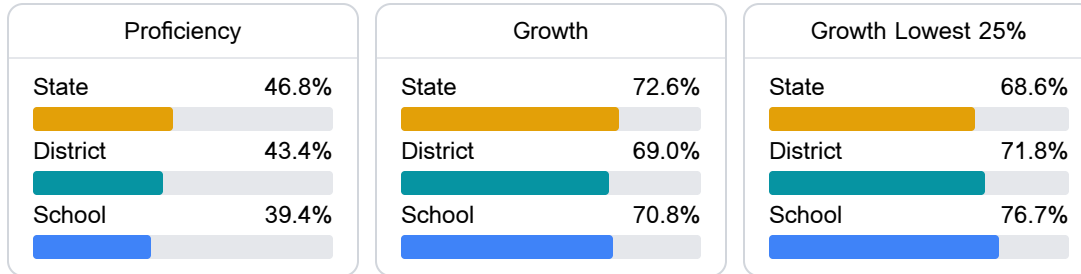 Proficiency
State 46.8%
District 43.4%
School 39.4%
Growth
State 72.6%
District 69.0%
School 70.8%
Growth Lowest 25%
State 68.6%
District 71.8%
School 76.7%